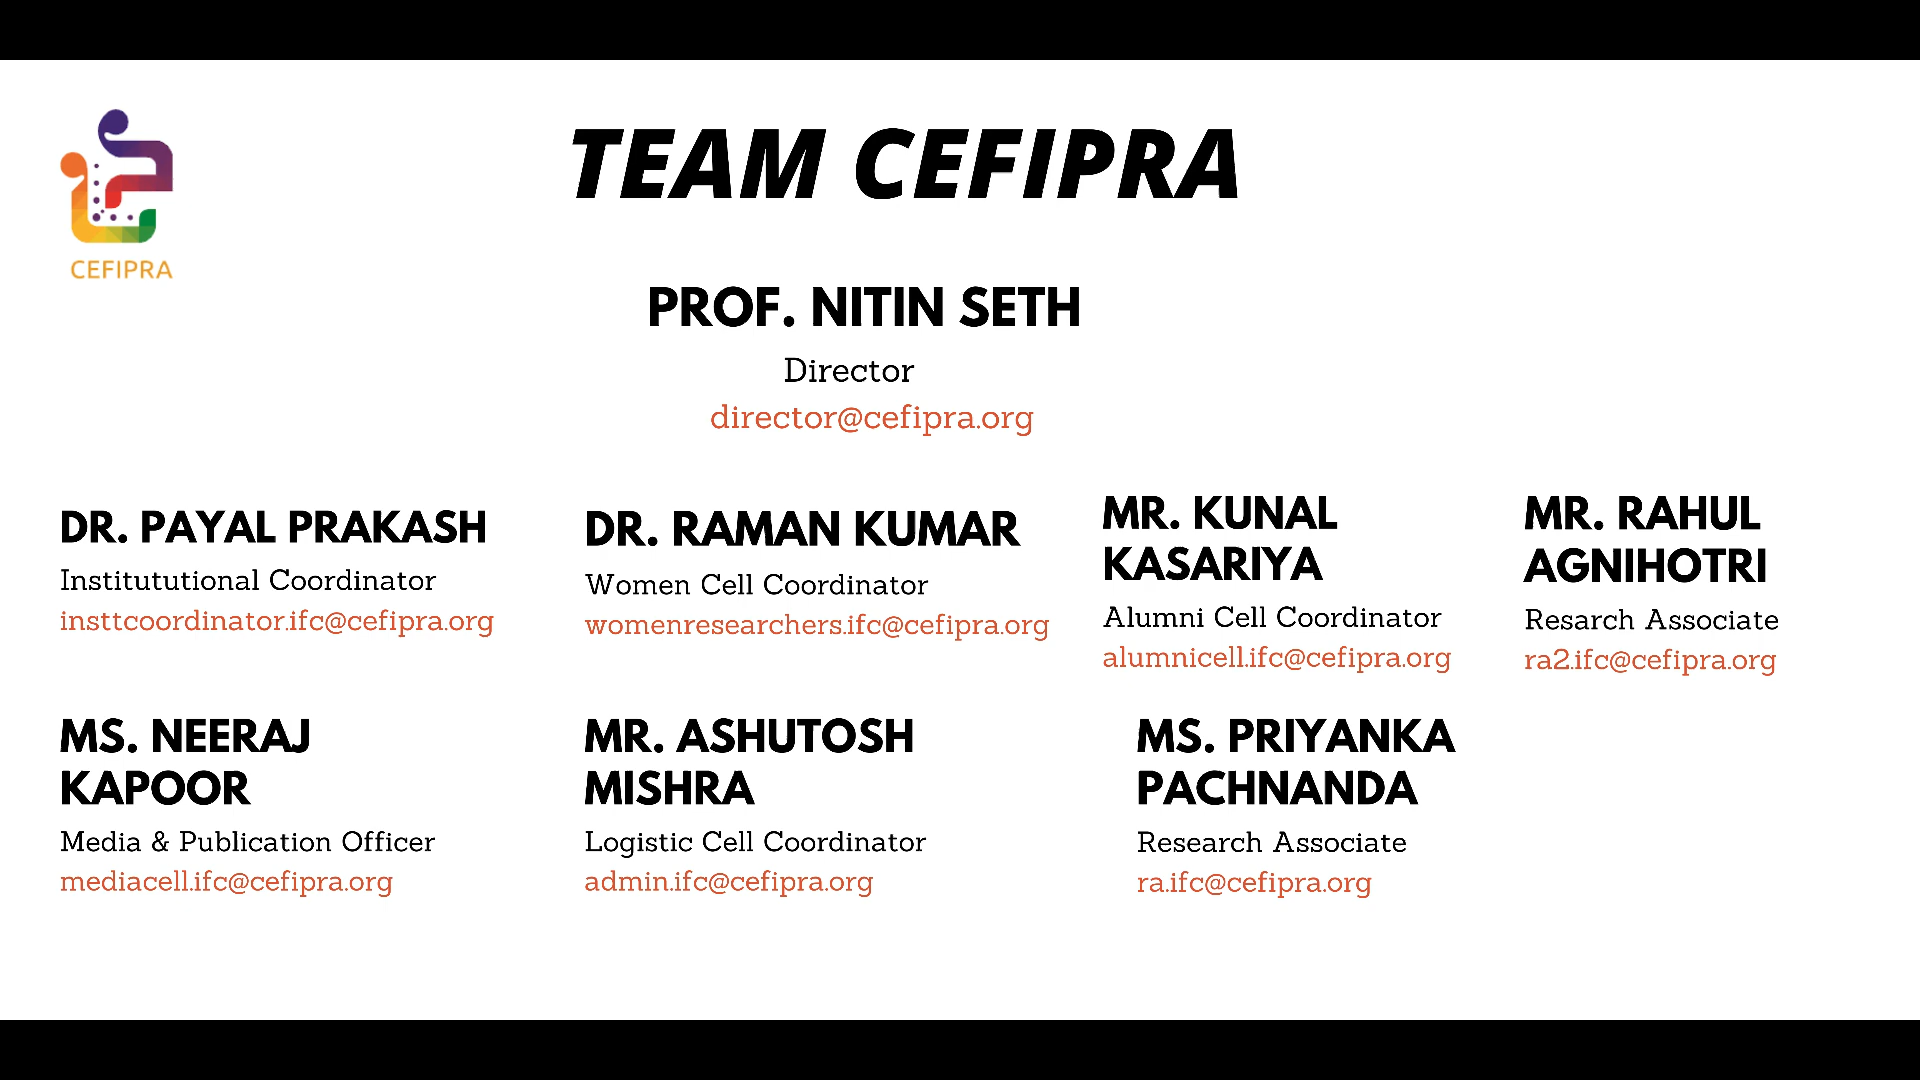 CEFIPRA
TEAM CEFIPRA
PROF. NITIN SETH
Director
director@cefipra.org
DR. PAYAL PRAKASH
Institututional Coordinator
insttcoordinator.ifc@cefipra.org
DR. RAMAN KUMAR
Women Cell Coordinator
womenresearchers.ifc@cefipra.org
MR. KUNAL
KASARIYA
Alumni Cell Coordinator
alumnicell.ifc@cefipra.org
MR. RAHUL
AGNIHOTRI
Resarch Associate
ra2.ifc@cefipra.org
MS. NEERAJ
KAPOOR
Media & Publication Officer
mediacell.ifc@cefipra.org
MR. ASHUTOSH
MISHRA
Logistic Cell Coordinator
admin.ifc@cefipra.org
MS. PRIYANKA
PACHNANDA
Research Associate
ra.ifc@cefipra.org